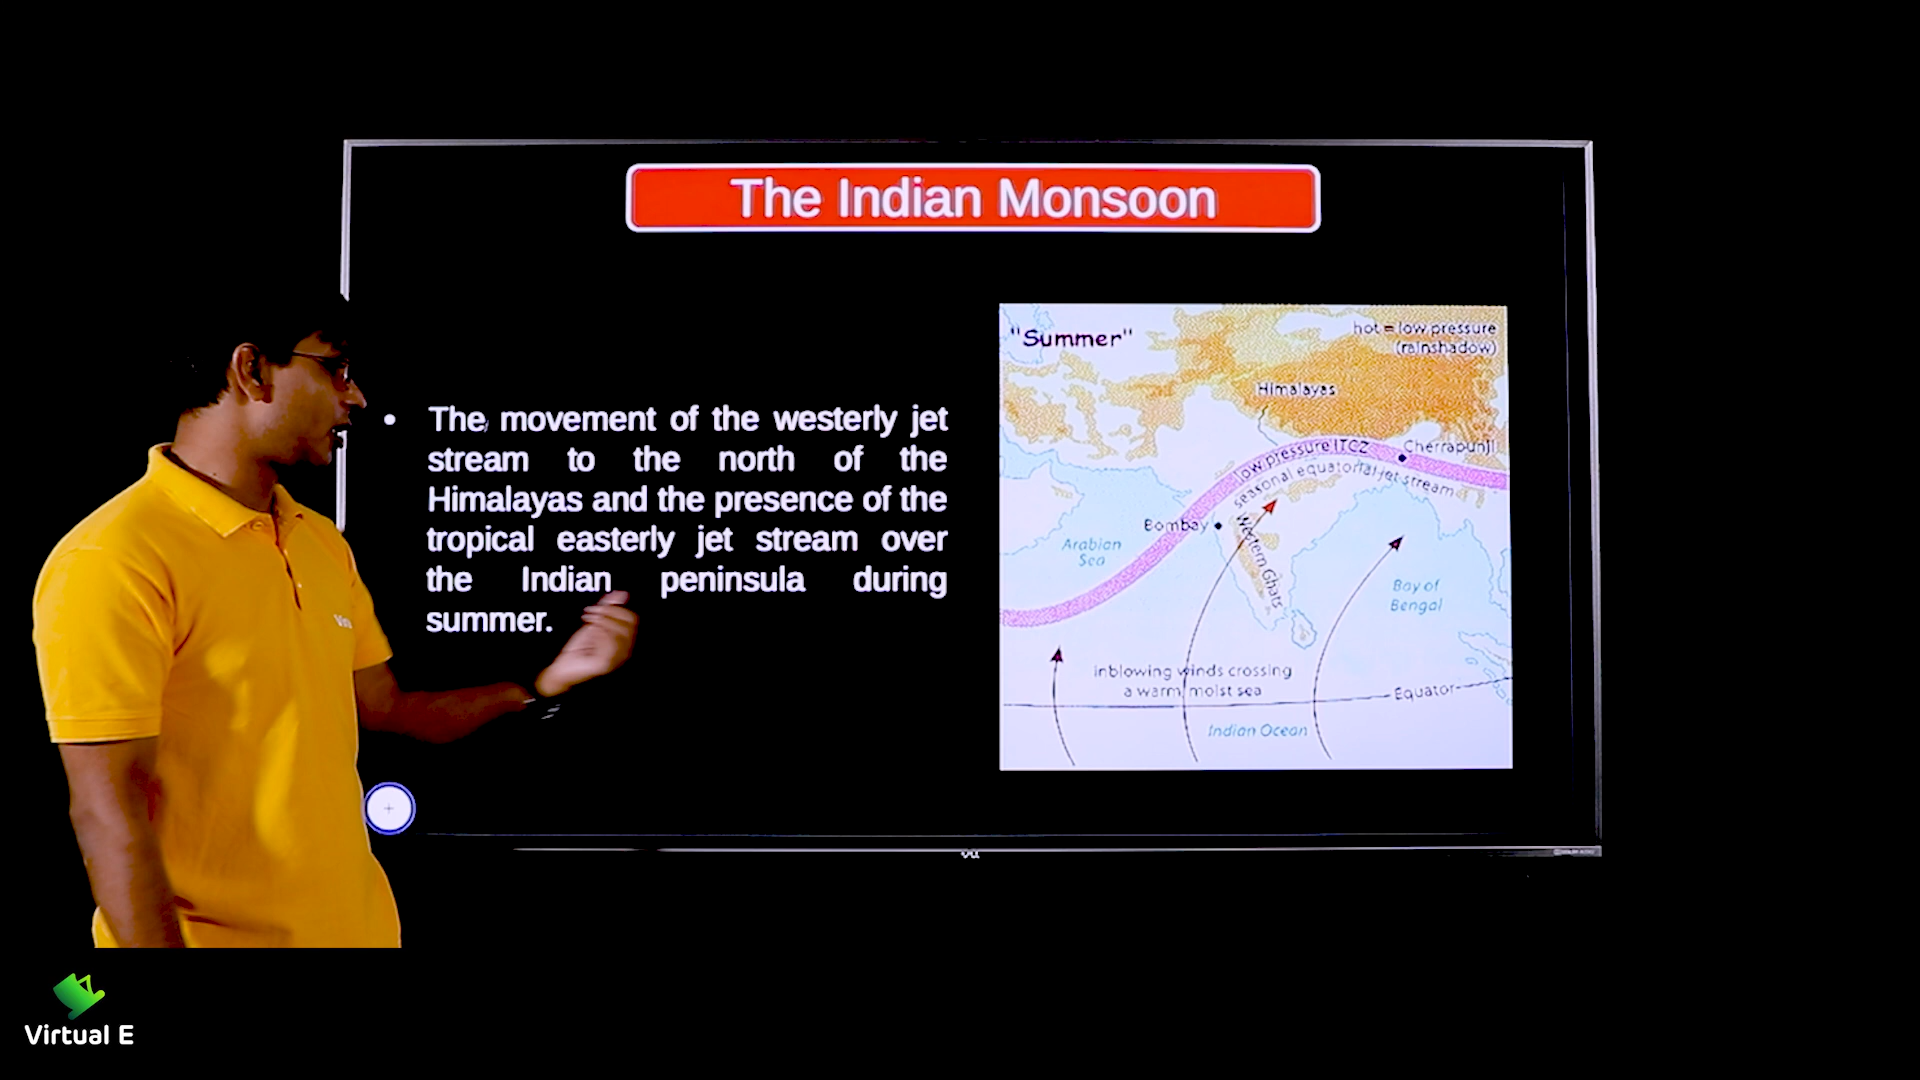 The Indian Monsoon
• The movement of the westerly jet
stream to the north of the
Himalayas and the presence of the
tropical easterly jet stream over
the Indian peninsula during
summer.
"Summer"
hot = low pressure
(rainshadow)
Himalayas
low pressure ITCZ
Cherrapunji
seasonal equatorial jet stream
Bombay
Western Ghats
Arabian
Sea
Bay of
Bengal
inblowing winds crossing
a warm moist sea
Equator
Indian Ocean
Virtual E